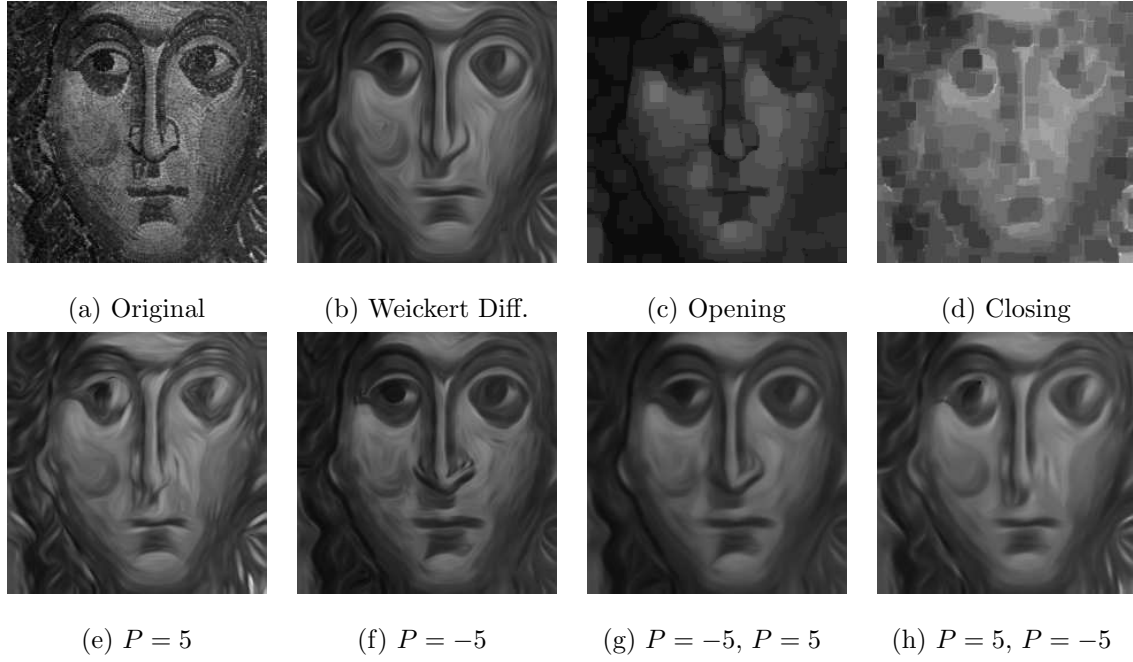 (a) Original
(b) Weickert Diff.
(c) Opening
(d) Closing
(e) P = 5
(f) P = −5
(g) P = −5, P = 5
(h) P = 5, P = −5